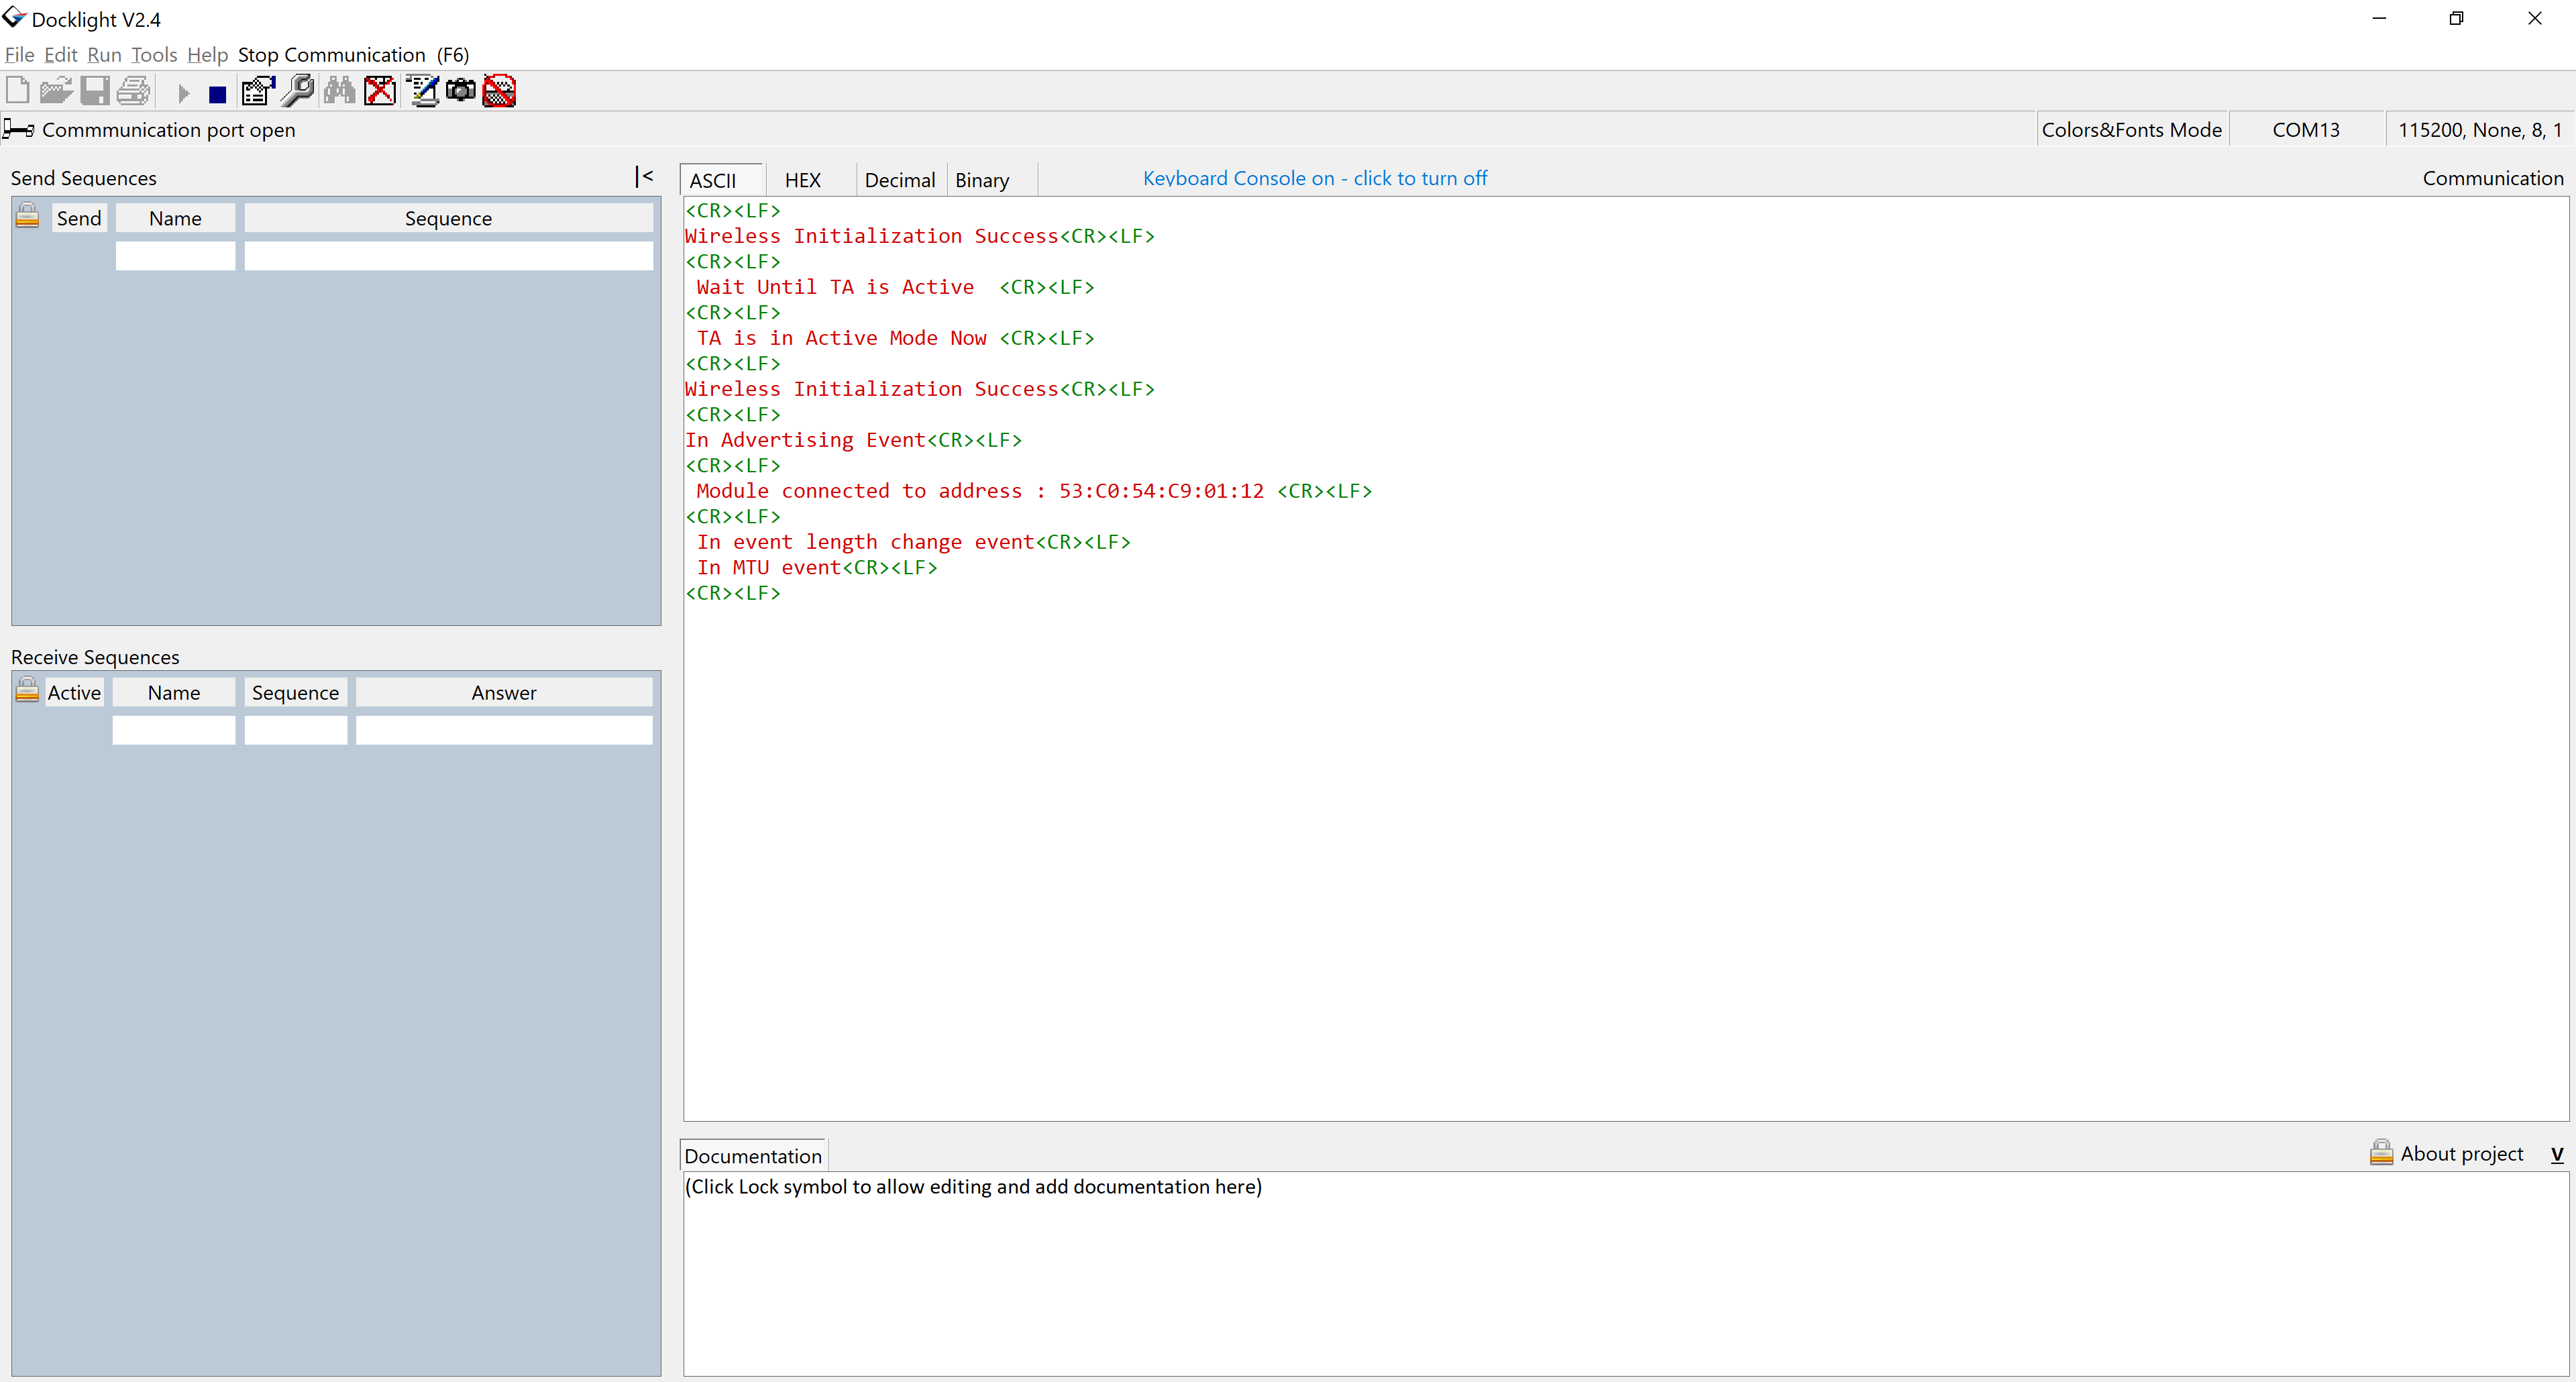 Docklight V2.4
File Edit Run Tools Help Stop Communication (F6)
Commmunication port open
Colors&Fonts Mode
COM13
115200, None, 8, 1
Send Sequences
|<
Send Name Sequence
Receive Sequences
Active Name Sequence Answer
ASCII HEX Decimal Binary
Keyboard Console on - click to turn off
Communication
<CR><LF>
Wireless Initialization Success<CR><LF>
<CR><LF>
Wait Until TA is Active <CR><LF>
<CR><LF>
TA is in Active Mode Now <CR><LF>
<CR><LF>
Wireless Initialization Success<CR><LF>
<CR><LF>
In Advertising Event<CR><LF>
<CR><LF>
Module connected to address : 53:C0:54:C9:01:12 <CR><LF>
<CR><LF>
In event length change event<CR><LF>
In MTU event<CR><LF>
<CR><LF>
Documentation
About project
V
(Click Lock symbol to allow editing and add documentation here)